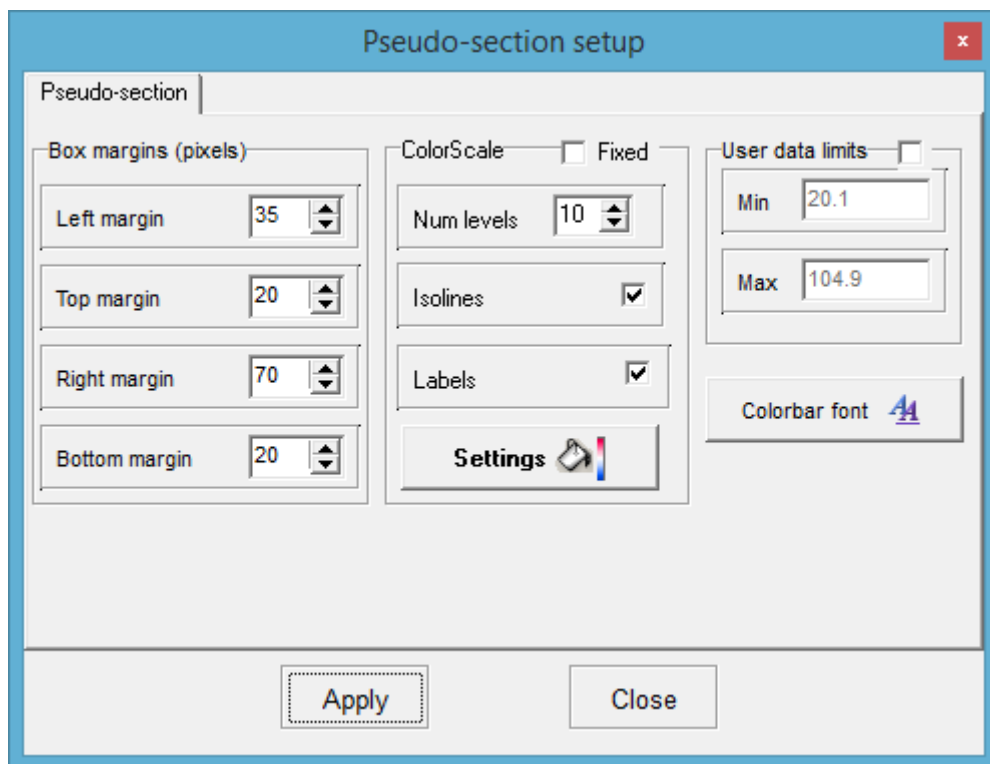 Pseudo-section setup
x
Pseudo-section
Box margins (pixels)
Left margin 35
Top margin 20
Right margin 70
Bottom margin 20
ColorScale Fixed
Num levels 10
Isolines
Labels
Settings
User data limits
Min 20.1
Max 104.9
Colorbar font AA
Apply
Close